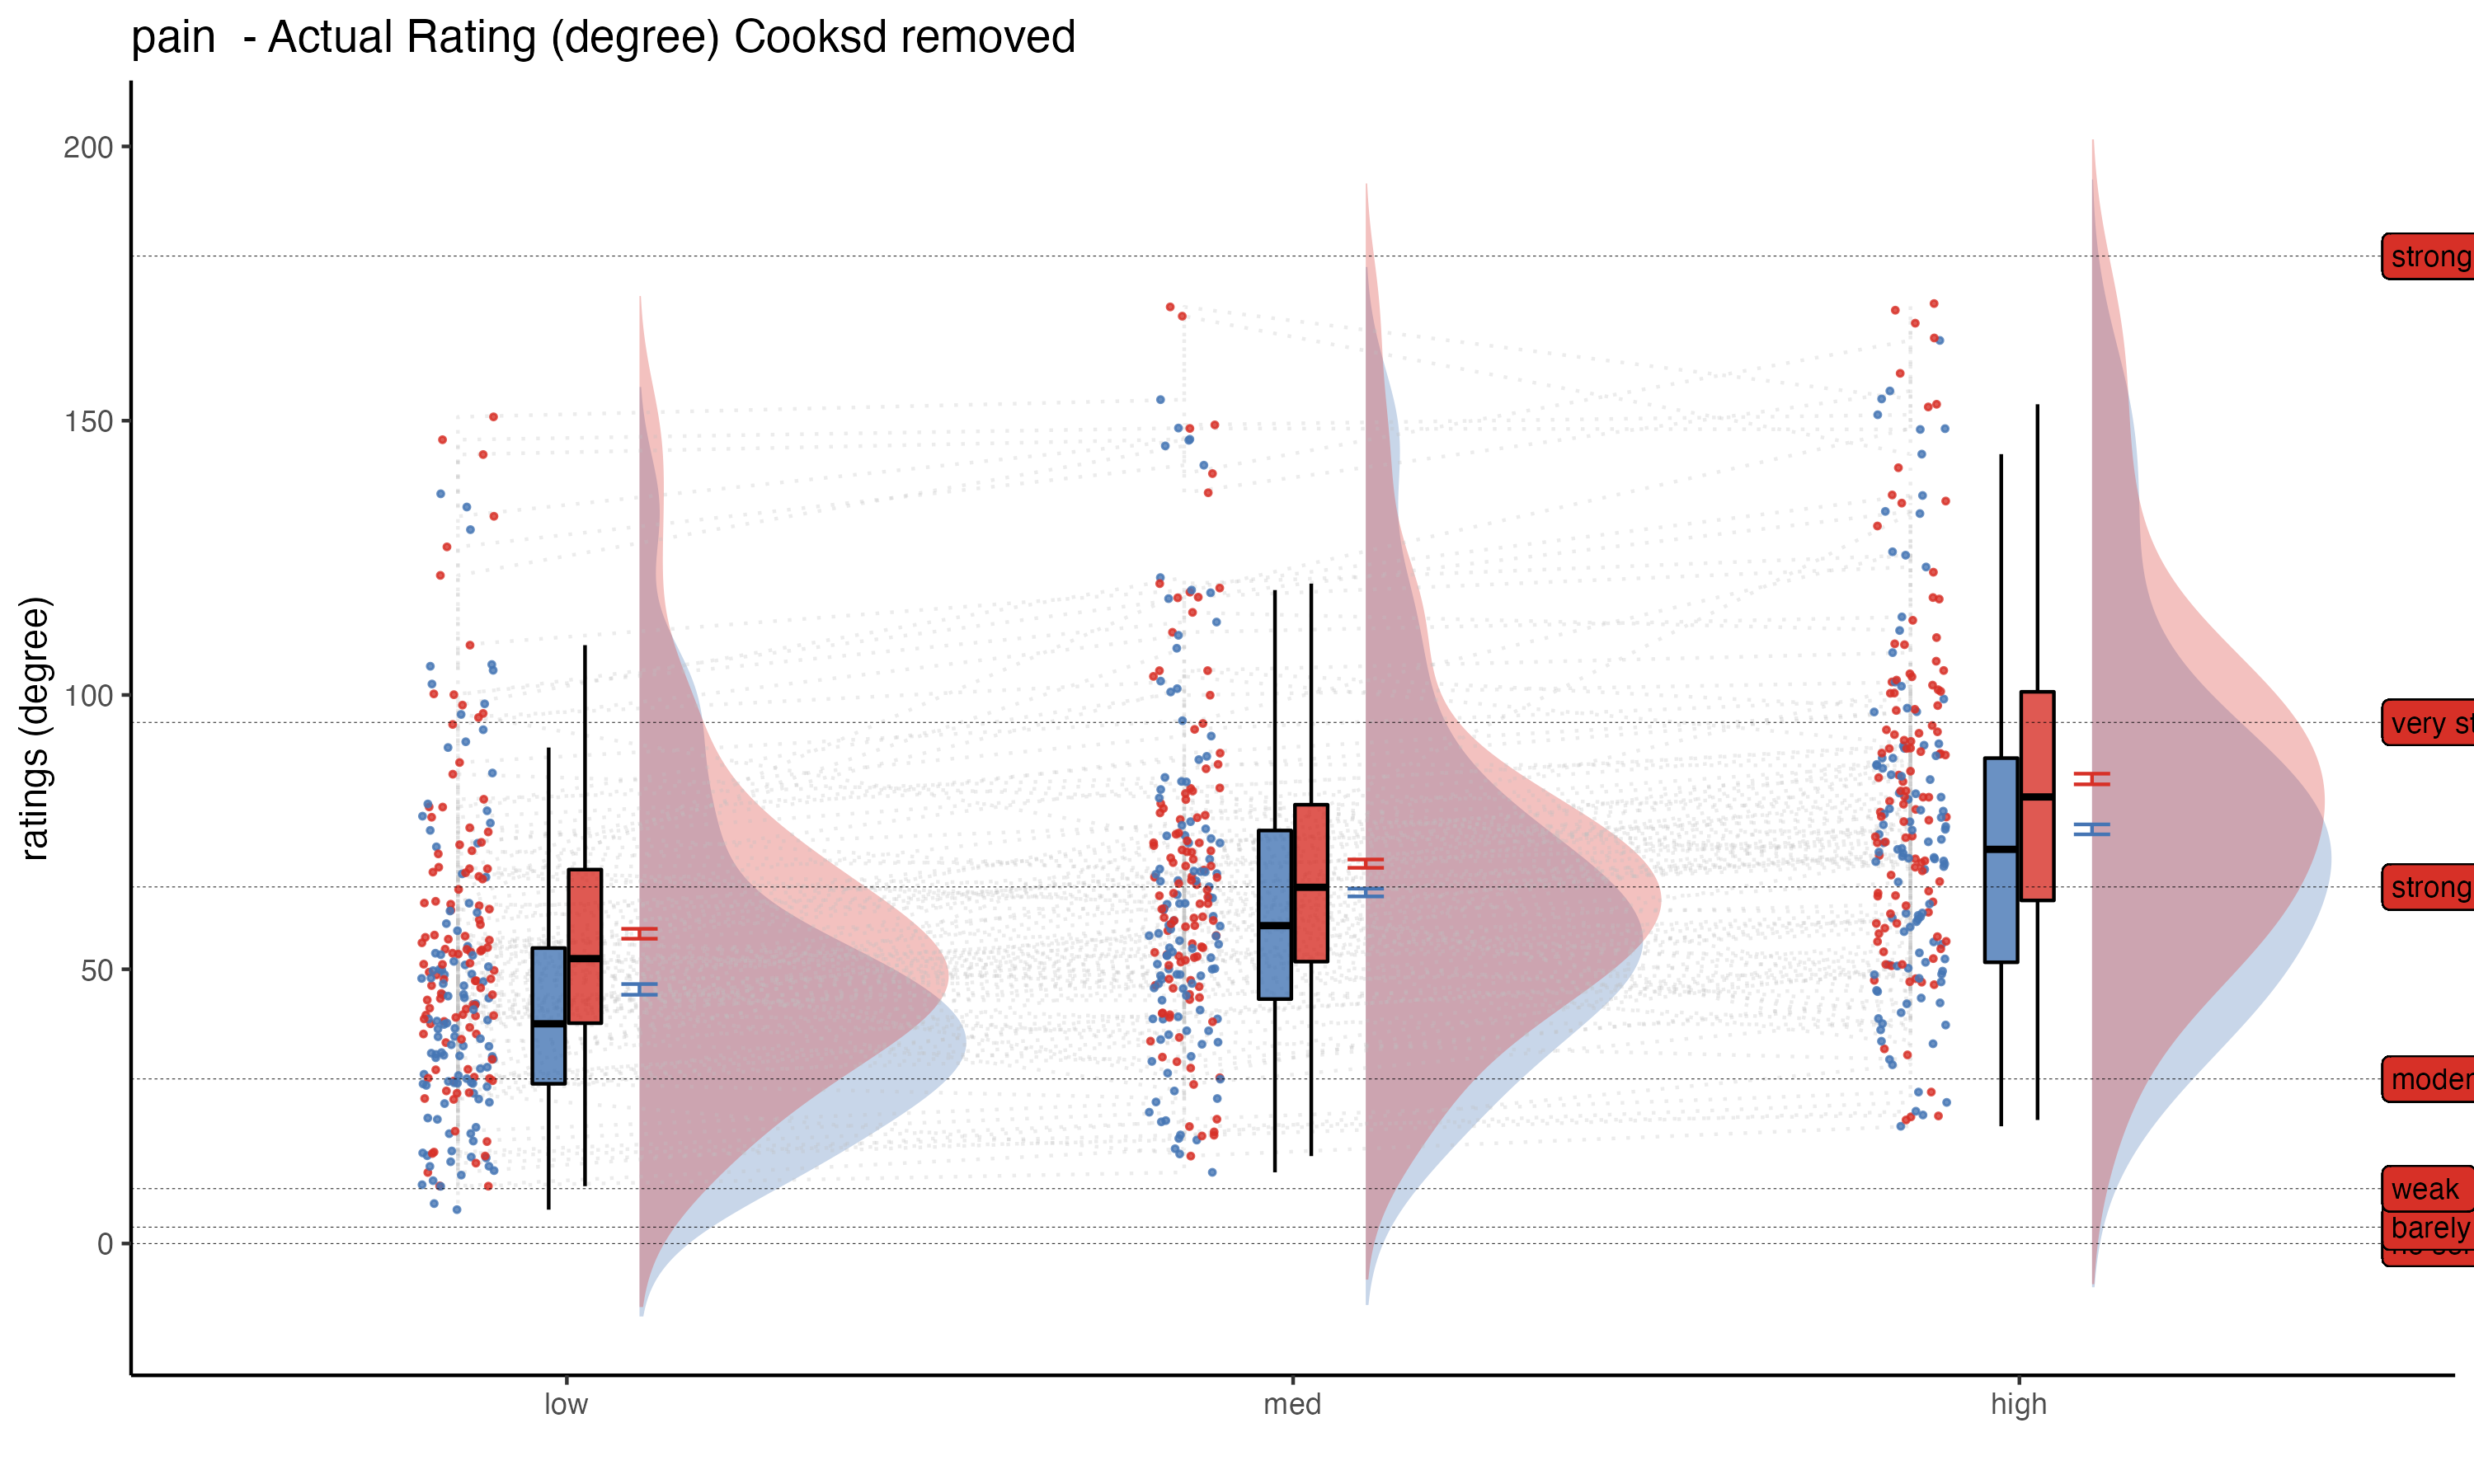 pain - Actual Rating (degree) Cooksd removed
200
strong
150
ratings (degree)
100
very st
strong
50
moder
weak
barely
0
low med high